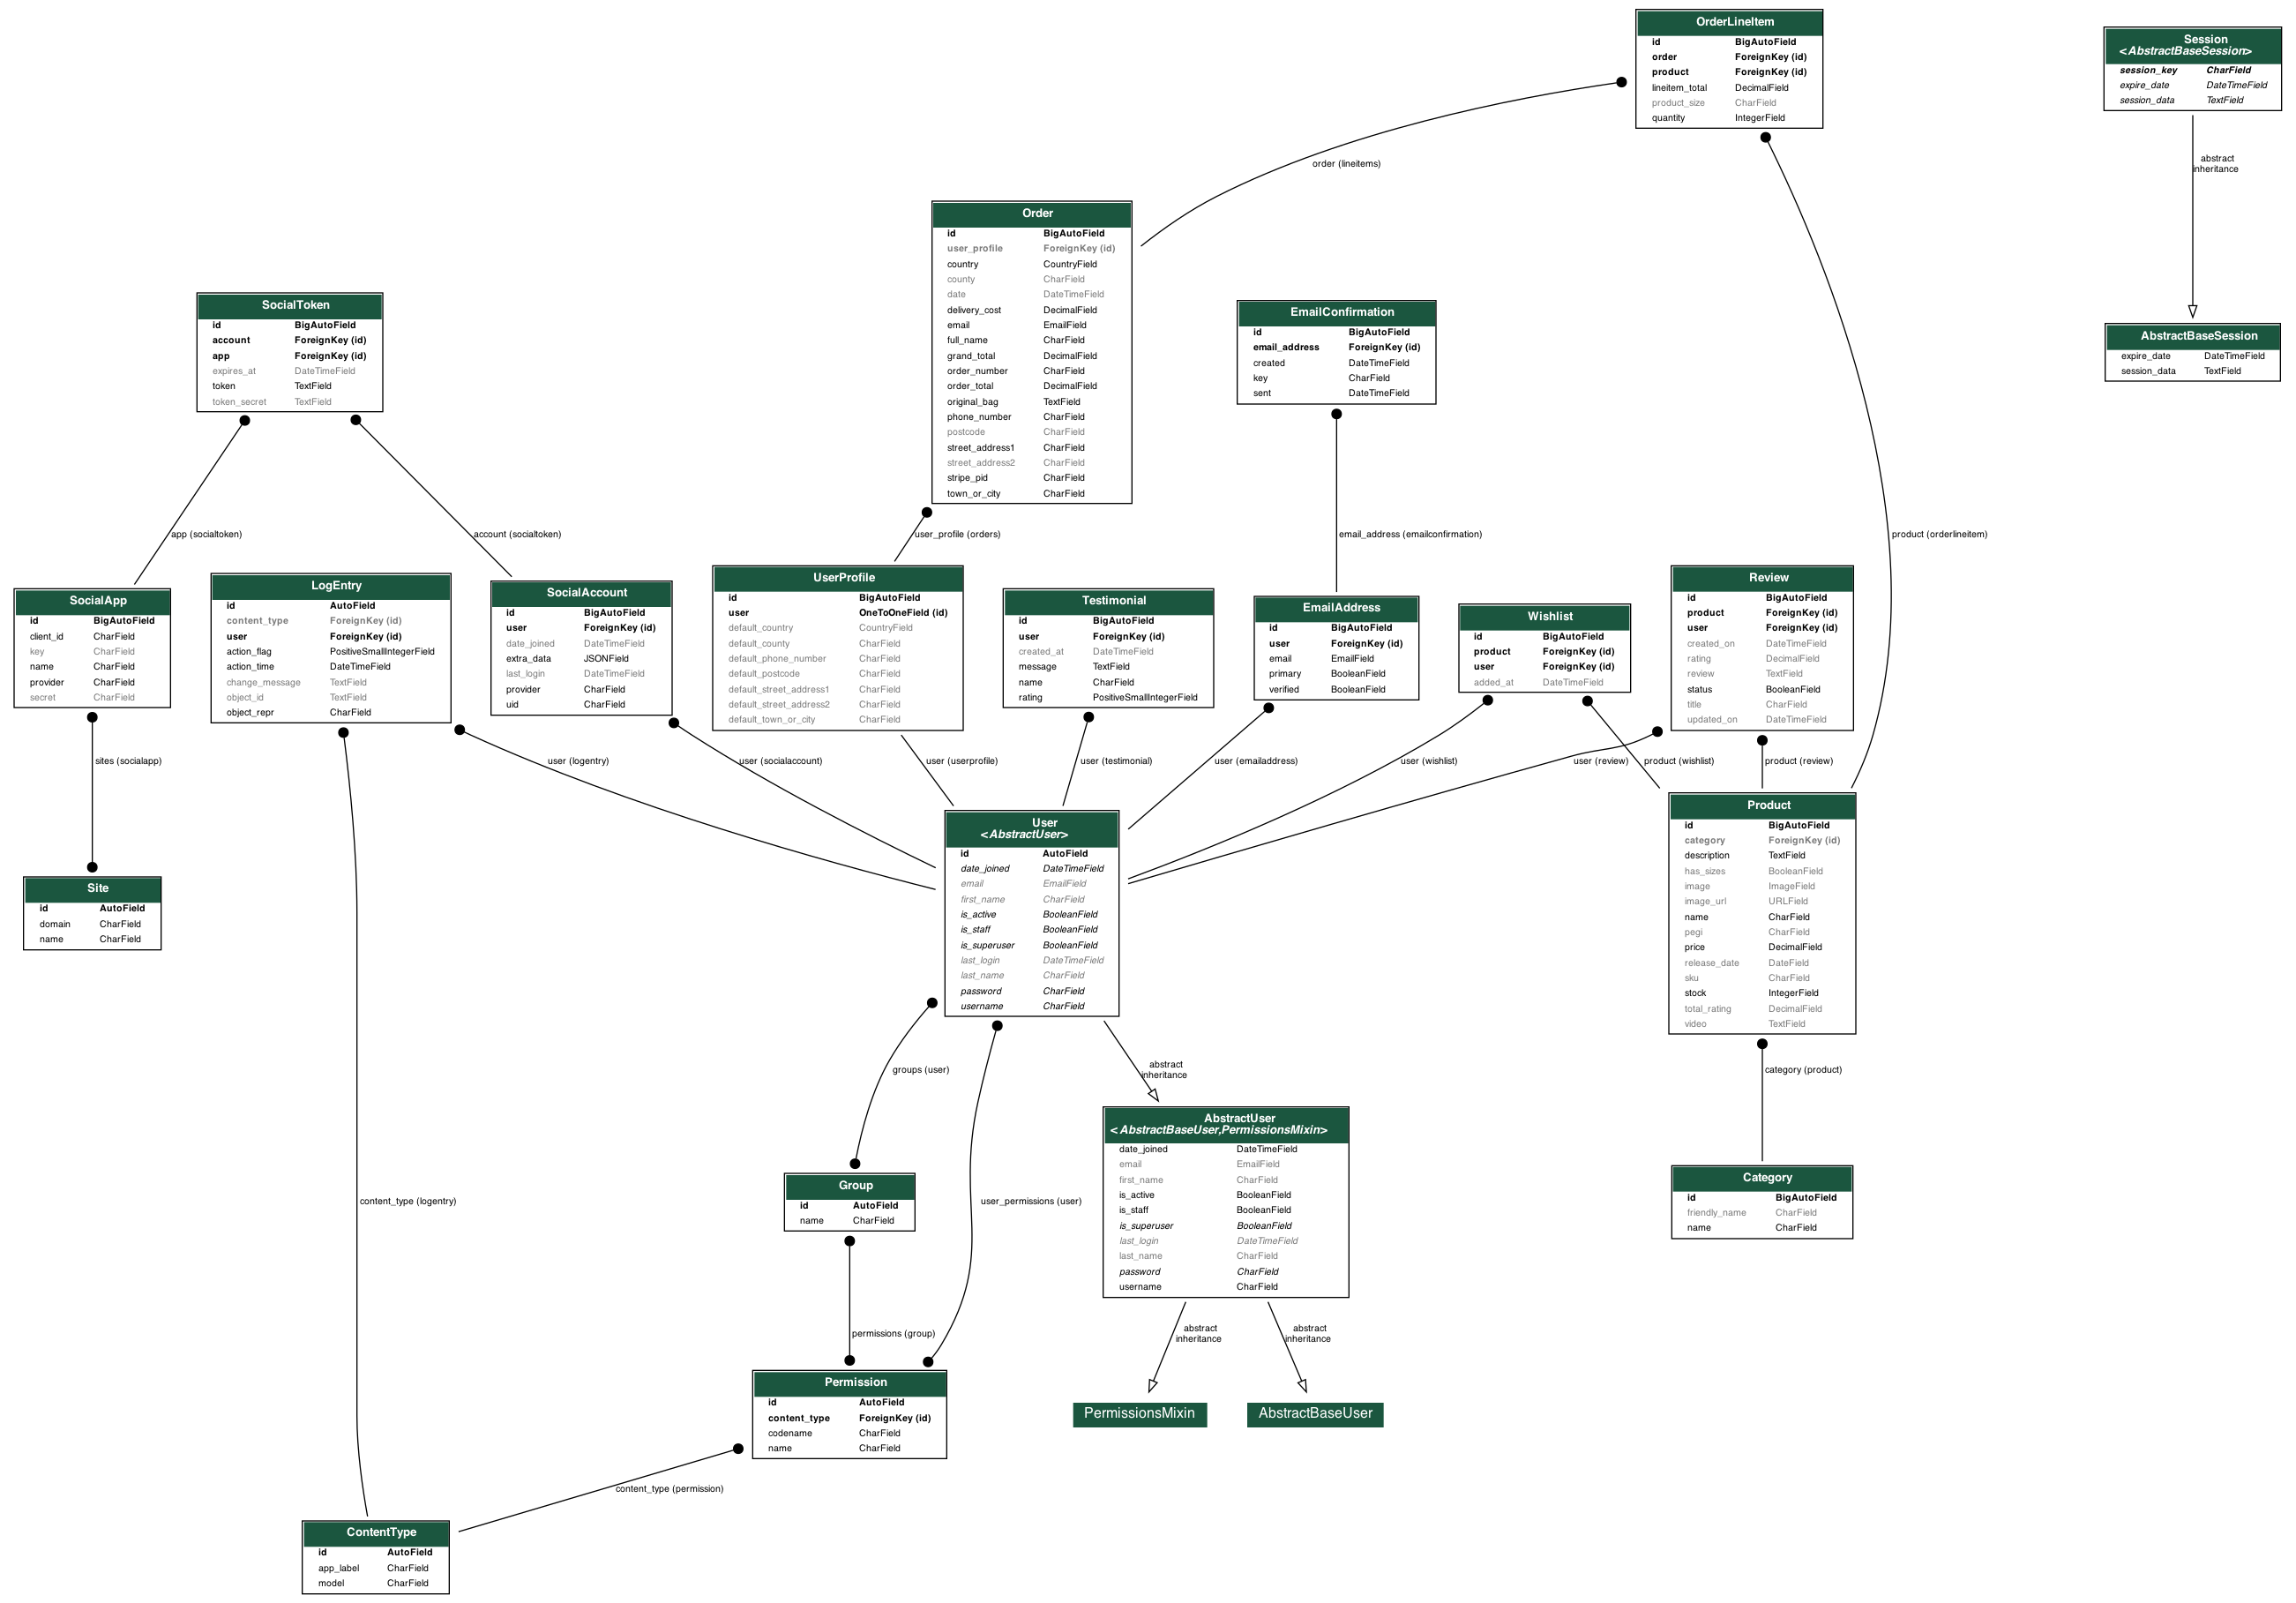 OrderLineItem
id BigAutoField
order ForeignKey (id)
product ForeignKey (id)
lineitem_total DecimalField
product_size CharField
quantity IntegerField
Session
<AbstractBaseSession>
session_key CharField
expire_date DateTimeField
session_data TextField
order (lineitems)
abstract
inheritance
Order
id BigAutoField
user_profile ForeignKey (id)
country CountryField
county CharField
date DateTimeField
delivery_cost DecimalField
email EmailField
full_name CharField
grand_total DecimalField
order_number CharField
order_total DecimalField
original_bag TextField
phone_number CharField
postcode CharField
street_address1 CharField
street_address2 CharField
stripe_pid CharField
town_or_city CharField
SocialToken
id BigAutoField
account ForeignKey (id)
app ForeignKey (id)
expires_at DateTimeField
token TextField
token_secret TextField
EmailConfirmation
id BigAutoField
email_address ForeignKey (id)
created DateTimeField
key CharField
sent DateTimeField
AbstractBaseSession
expire_date DateTimeField
session_data TextField
app (socialtoken)
account (socialtoken)
user_profile (orders)
email_address (emailconfirmation)
product (orderlineitem)
SocialApp
id BigAutoField
client_id CharField
key CharField
name CharField
provider CharField
secret CharField
LogEntry
id AutoField
content_type ForeignKey (id)
user ForeignKey (id)
action_flag PositiveSmallIntegerField
action_time DateTimeField
change_message TextField
object_id TextField
object_repr CharField
SocialAccount
id BigAutoField
user ForeignKey (id)
date_joined DateTimeField
extra_data JSONField
last_login DateTimeField
provider CharField
uid CharField
UserProfile
id BigAutoField
user OneToOneField (id)
default_country CountryField
default_county CharField
default_phone_number CharField
default_postcode CharField
default_street_address1 CharField
default_street_address2 CharField
default_town_or_city CharField
Testimonial
id BigAutoField
user ForeignKey (id)
created_at DateTimeField
message TextField
name CharField
rating PositiveSmallIntegerField
EmailAddress
id BigAutoField
user ForeignKey (id)
email EmailField
primary BooleanField
verified BooleanField
Wishlist
id BigAutoField
product ForeignKey (id)
user ForeignKey (id)
added_at DateTimeField
Review
id BigAutoField
product ForeignKey (id)
user ForeignKey (id)
created_on DateTimeField
rating DecimalField
review TextField
status BooleanField
title CharField
updated_on DateTimeField
sites (socialapp)
user (logentry)
user (socialaccount)
user (userprofile)
user (testimonial)
user (emailaddress)
user (wishlist)
user (review)
product (wishlist)
product (review)
Site
id AutoField
domain CharField
name CharField
User
<AbstractUser>
id AutoField
date_joined DateTimeField
email EmailField
first_name CharField
is_active BooleanField
is_staff BooleanField
is_superuser BooleanField
last_login DateTimeField
last_name CharField
password CharField
username CharField
Product
id BigAutoField
category ForeignKey (id)
description TextField
has_sizes BooleanField
image ImageField
image_url URLField
name CharField
pegi CharField
price DecimalField
release_date DateField
sku CharField
stock IntegerField
total_rating DecimalField
video TextField
groups (user)
abstract
inheritance
category (product)
AbstractUser
<AbstractBaseUser,PermissionsMixin>
date_joined DateTimeField
email EmailField
first_name CharField
is_active BooleanField
is_staff BooleanField
is_superuser BooleanField
last_login DateTimeField
last_name CharField
password CharField
username CharField
Group
id AutoField
name CharField
Category
id BigAutoField
friendly_name CharField
name CharField
content_type (logentry)
user_permissions (user)
permissions (group)
abstract
inheritance
abstract
inheritance
Permission
id AutoField
content_type ForeignKey (id)
codename CharField
name CharField
PermissionsMixin
AbstractBaseUser
content_type (permission)
ContentType
id AutoField
app_label CharField
model CharField